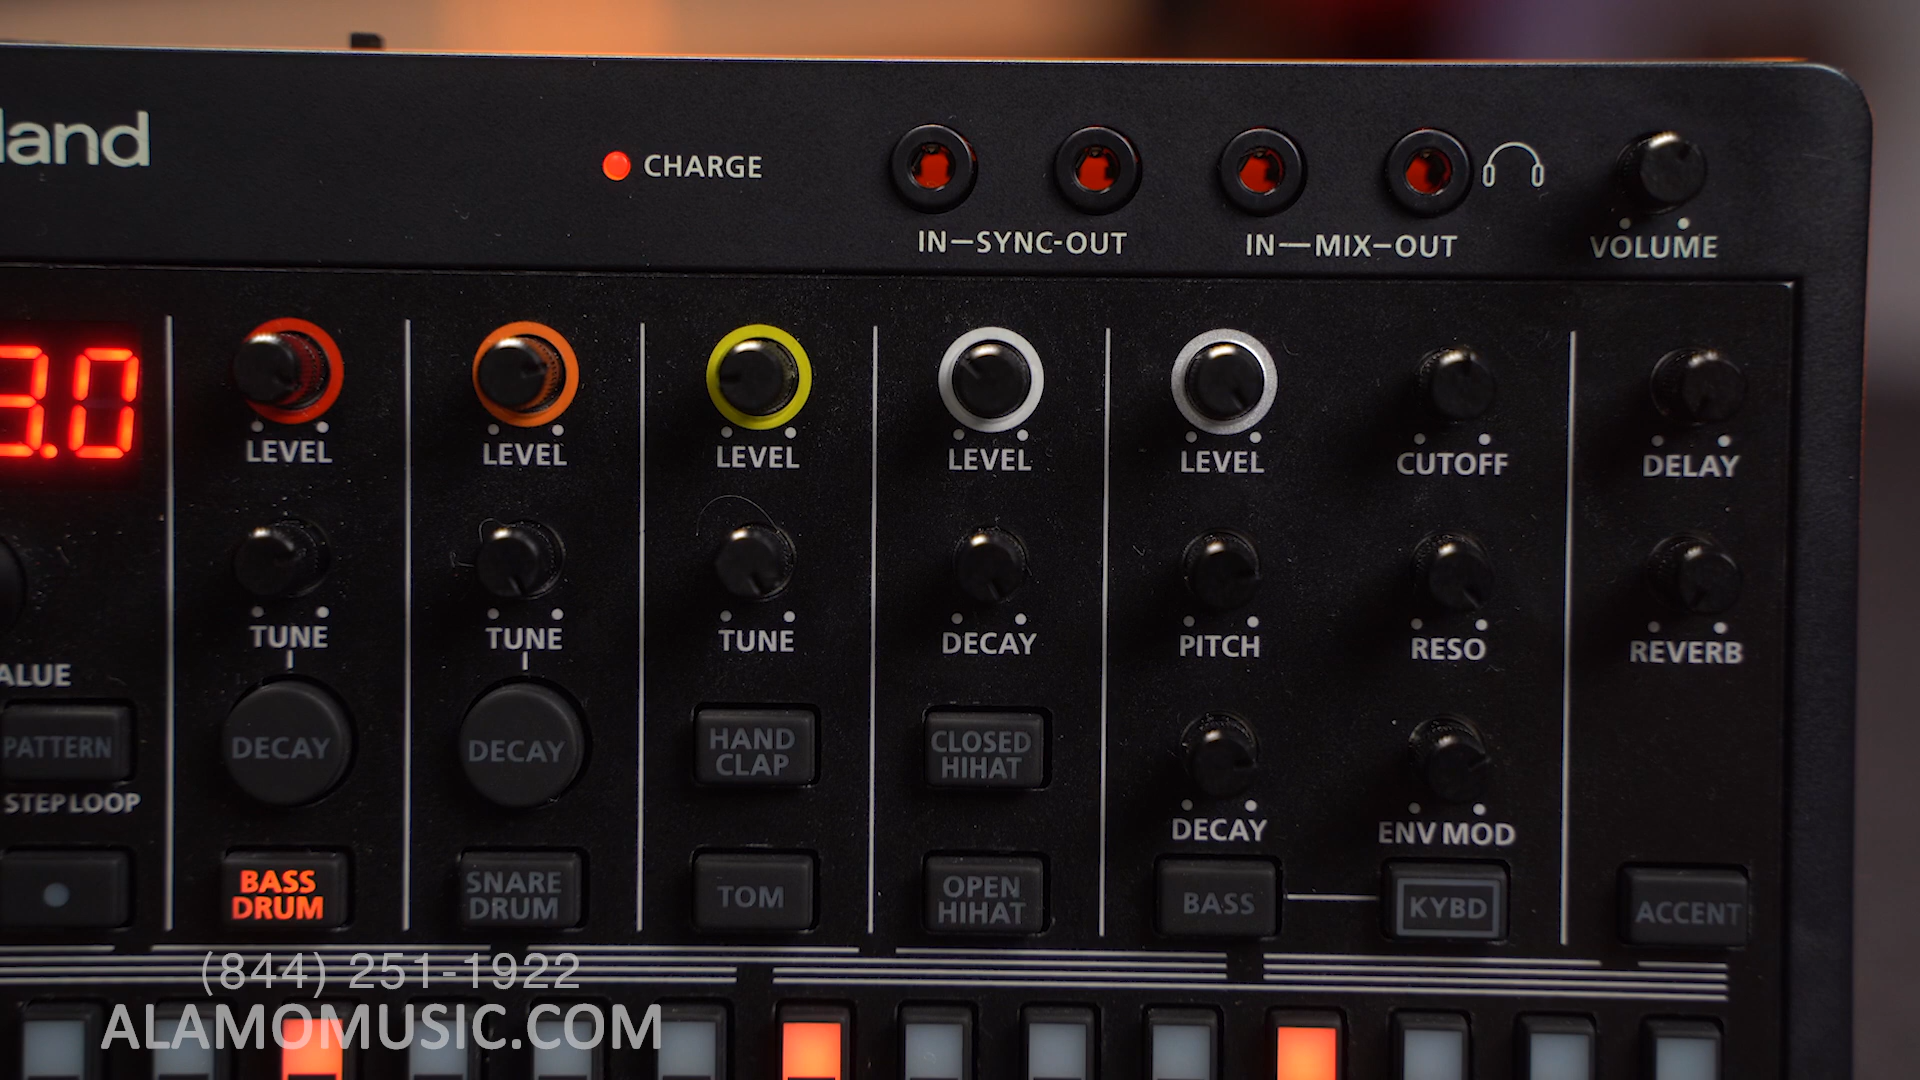 land
CHARGE
IN—SYNC-OUT
IN—MIX—OUT
VOLUME
3.0
LEVEL
LEVEL
LEVEL
LEVEL
LEVEL
CUTOFF
DELAY
TUNE
TUNE
TUNE
DECAY
PITCH
RESO
REVERB
ALUE
PATTERN
DECAY
DECAY
HAND
CLAP
CLOSED
HIHAT
DECAY
ENV MOD
STEP LOOP
BASS
DRUM
SNARE
DRUM
TOM
OPEN
HIHAT
BASS
KYBD
ACCENT
(844) 251-1922
ALAMOMUSIC.COM